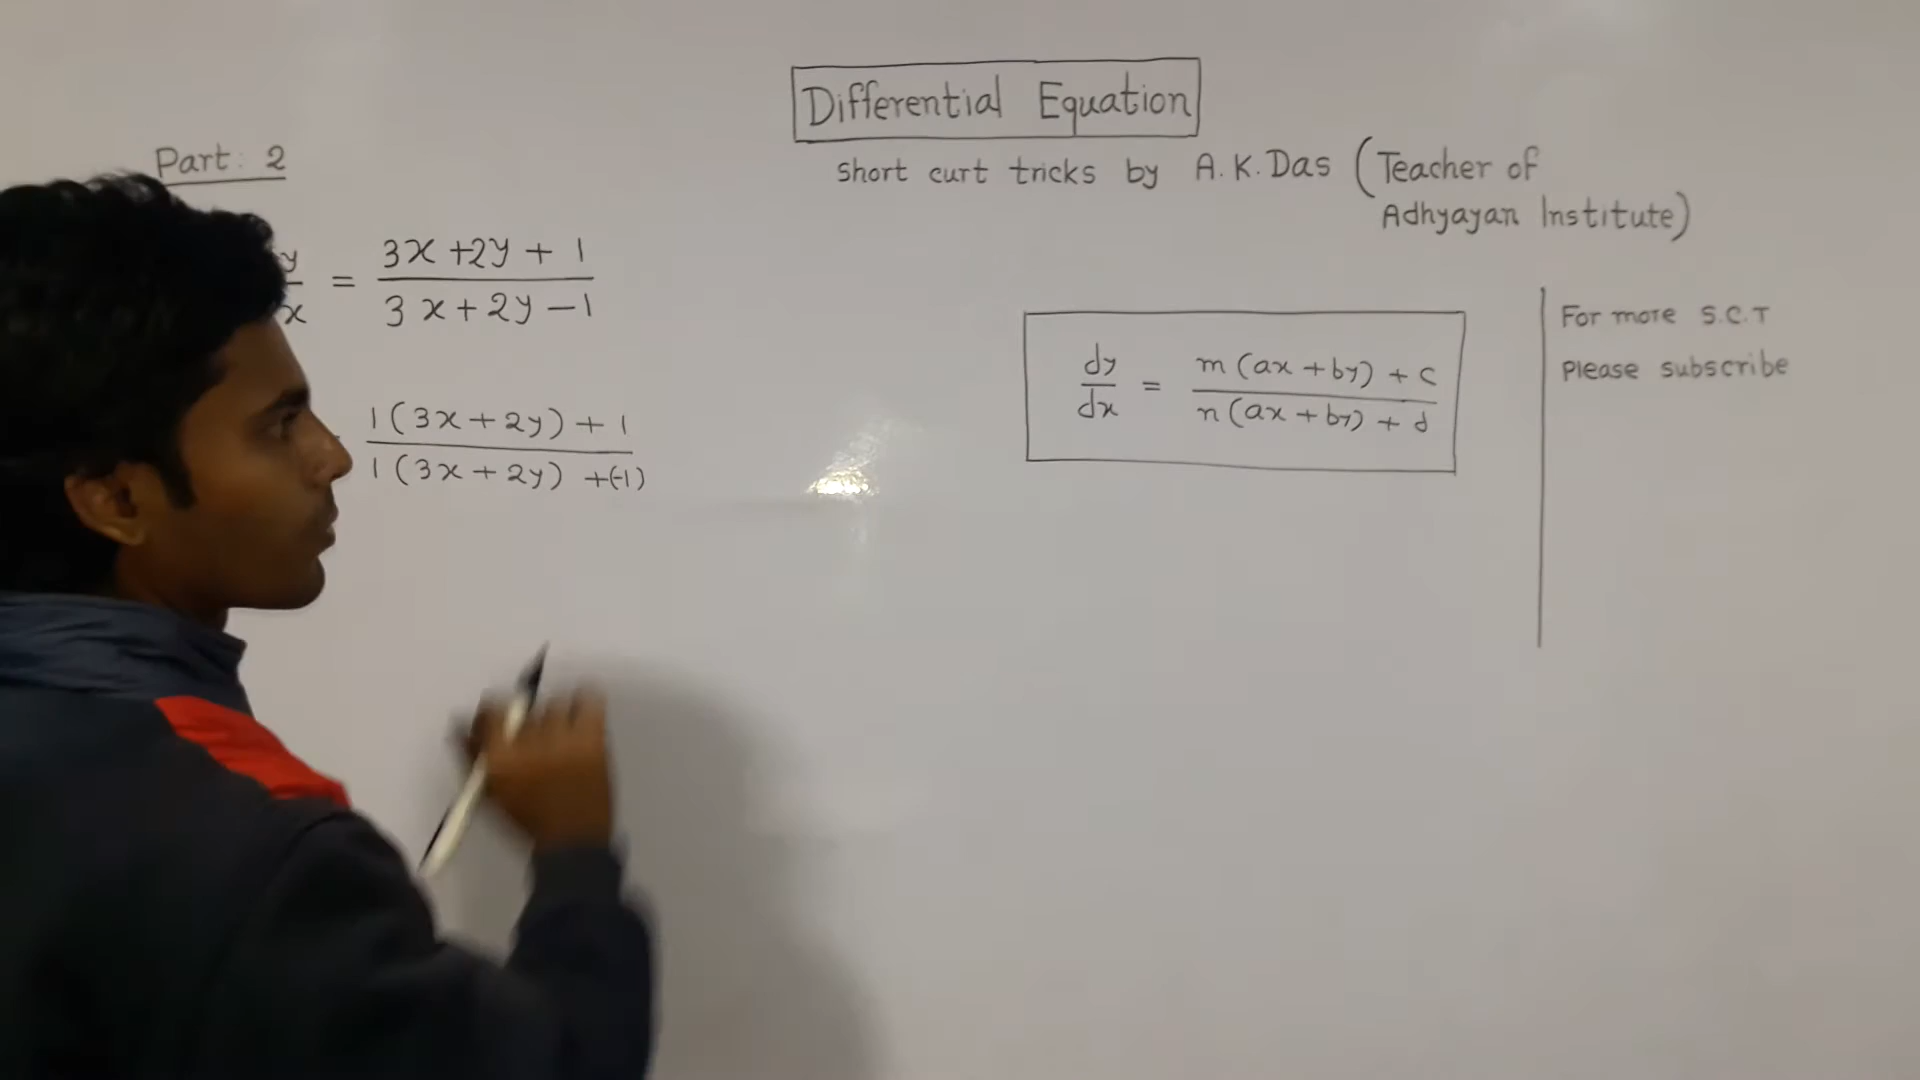 Differential Equation
Short curt tricks by A.K.Das (Teacher of
Adhyayan Institute)
Part: 2
y/x = (3x+2y+1)/(3x+2y-1)
(1(3x+2y)+1)/(1(3x+2y)+(-1))
dy/dx = (m(ax+by)+c)/(n(ax+by)+d)
For more S.C.T
Please subscribe